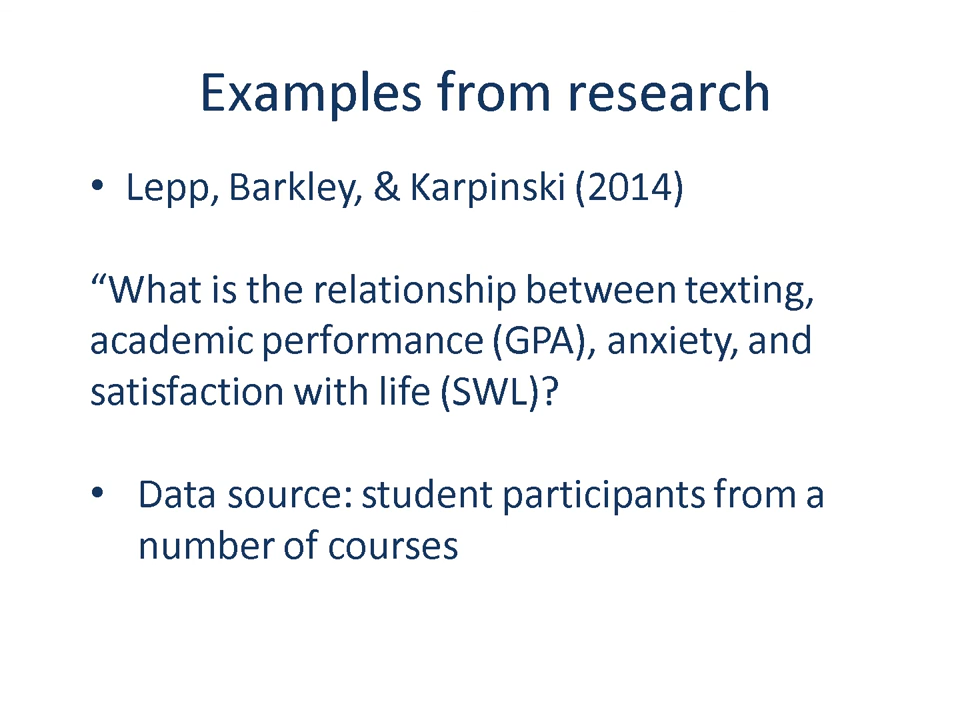 Examples from research
• Lepp, Barkley, & Karpinski (2014)
“What is the relationship between texting,
academic performance (GPA), anxiety, and
satisfaction with life (SWL)?
• Data source: student participants from a
number of courses